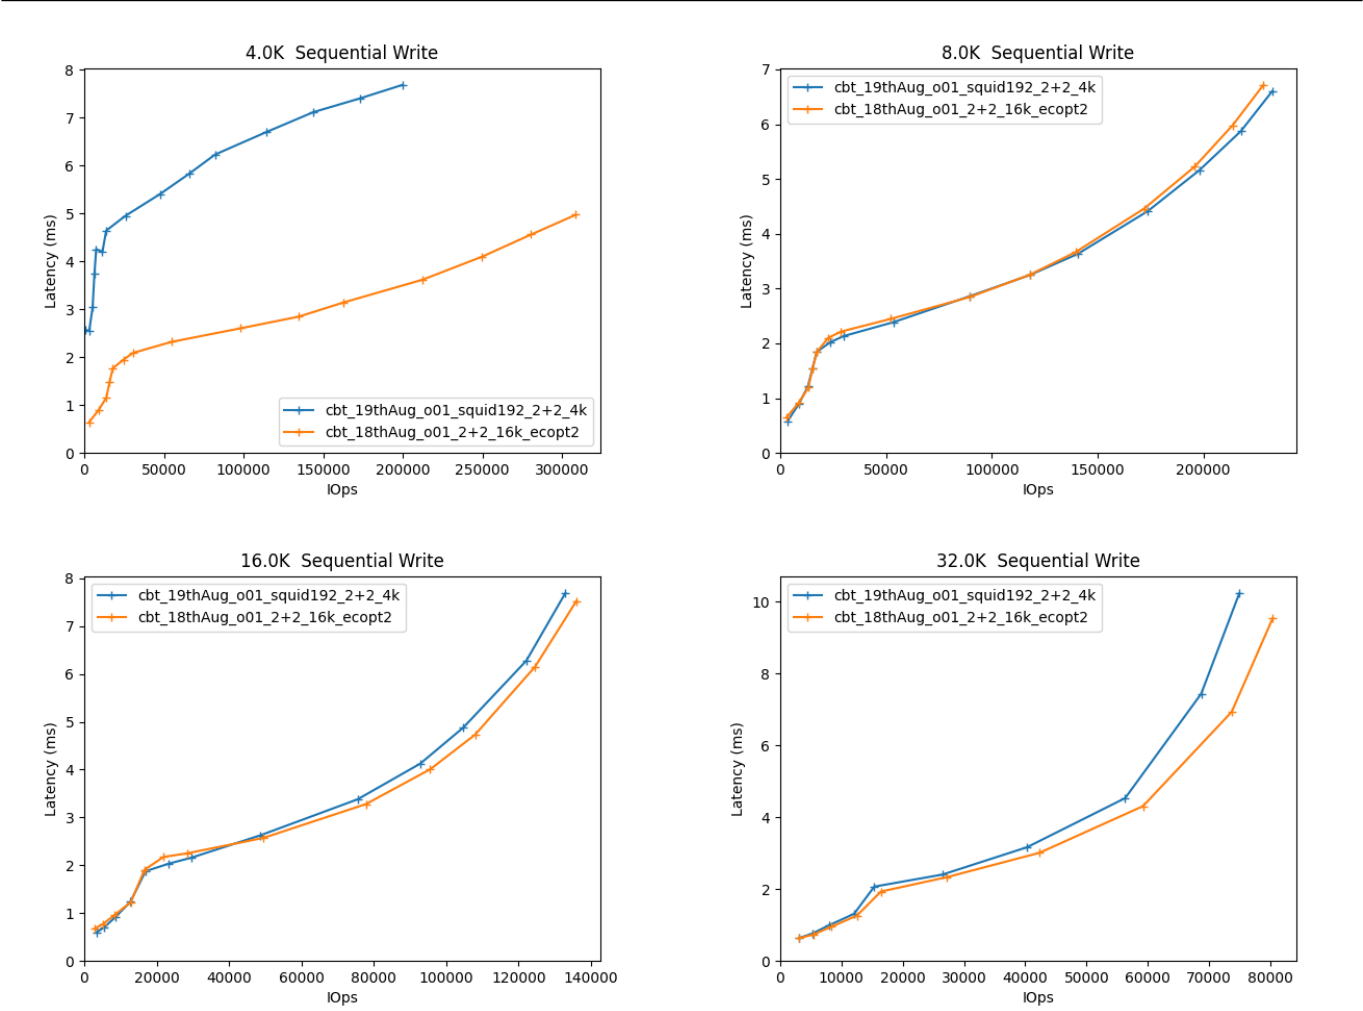 4.0K  Sequential Write
8
7
6
5
4
3
2
1
0
Latency (ms)
cbt_19thAug_o01_squid192_2+2_4k
cbt_18thAug_o01_2+2_16k_ecopt2
0 50000 100000 150000 200000 250000 300000
IOps
8.0K  Sequential Write
7
6
5
4
3
2
1
0
Latency (ms)
cbt_19thAug_o01_squid192_2+2_4k
cbt_18thAug_o01_2+2_16k_ecopt2
0 50000 100000 150000 200000
IOps
16.0K  Sequential Write
8
7
6
5
4
3
2
1
0
Latency (ms)
cbt_19thAug_o01_squid192_2+2_4k
cbt_18thAug_o01_2+2_16k_ecopt2
0 20000 40000 60000 80000 100000 120000 140000
IOps
32.0K  Sequential Write
10
8
6
4
2
0
Latency (ms)
cbt_19thAug_o01_squid192_2+2_4k
cbt_18thAug_o01_2+2_16k_ecopt2
0 10000 20000 30000 40000 50000 60000 70000 80000
IOps